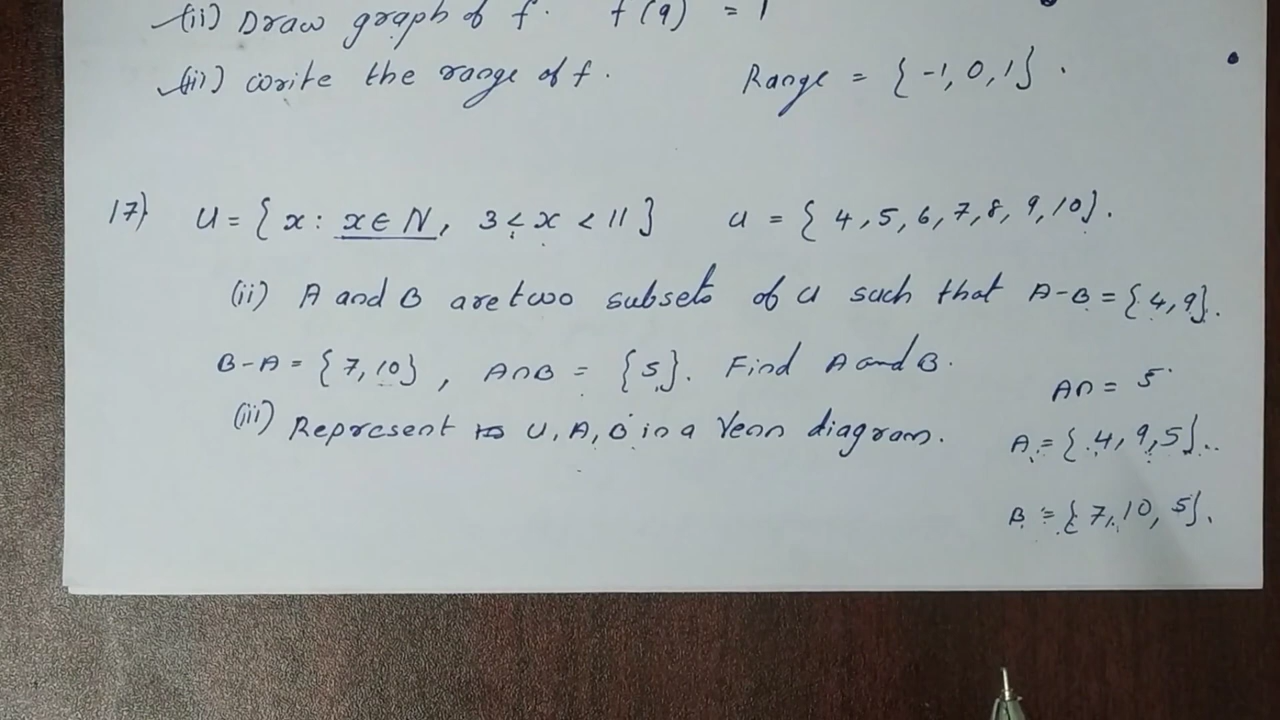 (ii) Draw graph of f. f(9) = 1
(ii) Write the range of f. Range = {-1, 0, 1}.
17) U = {x : x ∈ N, 3 < x < 11} U = {4, 5, 6, 7, 8, 9, 10}.
(ii) A and B are two subsets of U such that A-B = {4, 9}.
B-A = {7, 10}, A∩B = {5}. Find A and B.
A∩ = 5
(iii) Represent U, A, B in a Venn diagram.
A = {4, 9, 5}.
B = {7, 10, 5}.